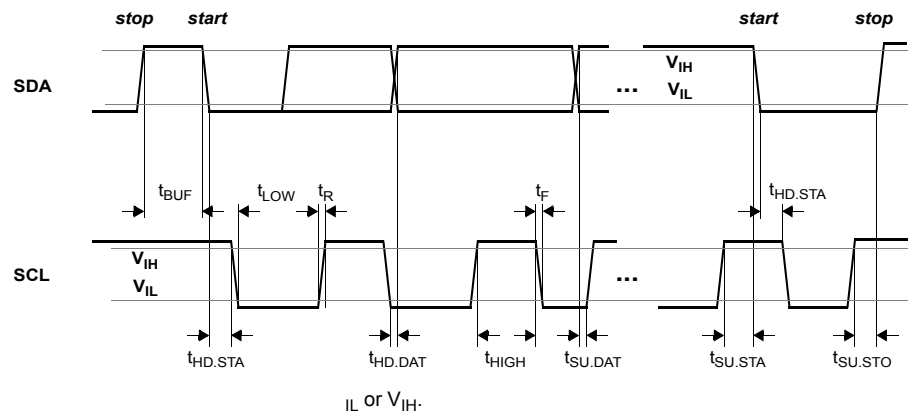 stop start start stop
SDA
V_IH
V_IL
...
t_BUF t_LOW t_R t_F t_HD.STA
SCL
V_IH
V_IL
...
t_HD.STA t_HD.DAT t_HIGH t_SU.DAT t_SU.STA t_SU.STO
_IL or V_IH.